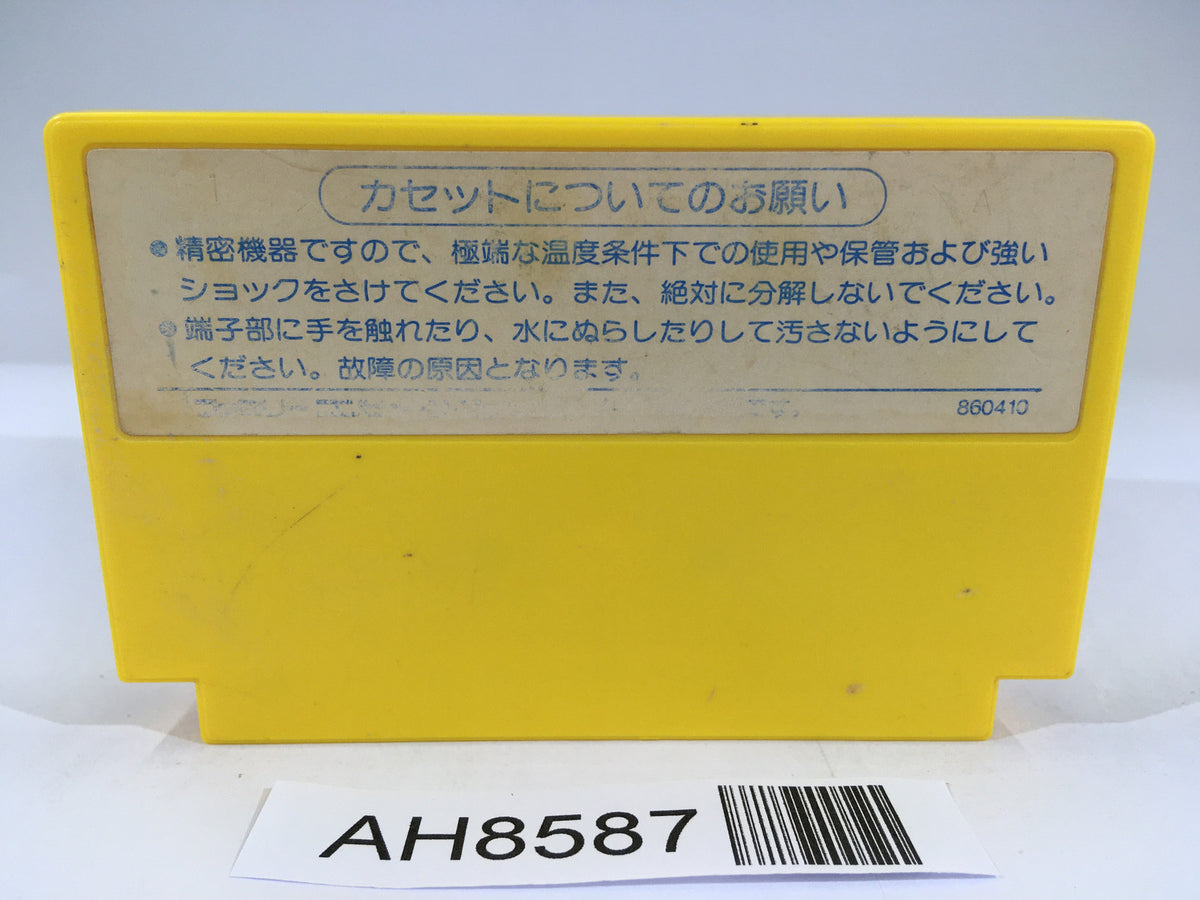 カセットについてのお願い
●精密機器ですので、極端な温度条件下での使用や保管および強い
ショックをさけてください。また、絶対に分解しないでください。
●端子部に手を触れたり、水にぬらしたりして汚さないようにして
ください。故障の原因となります。
です。 860410
AH8587